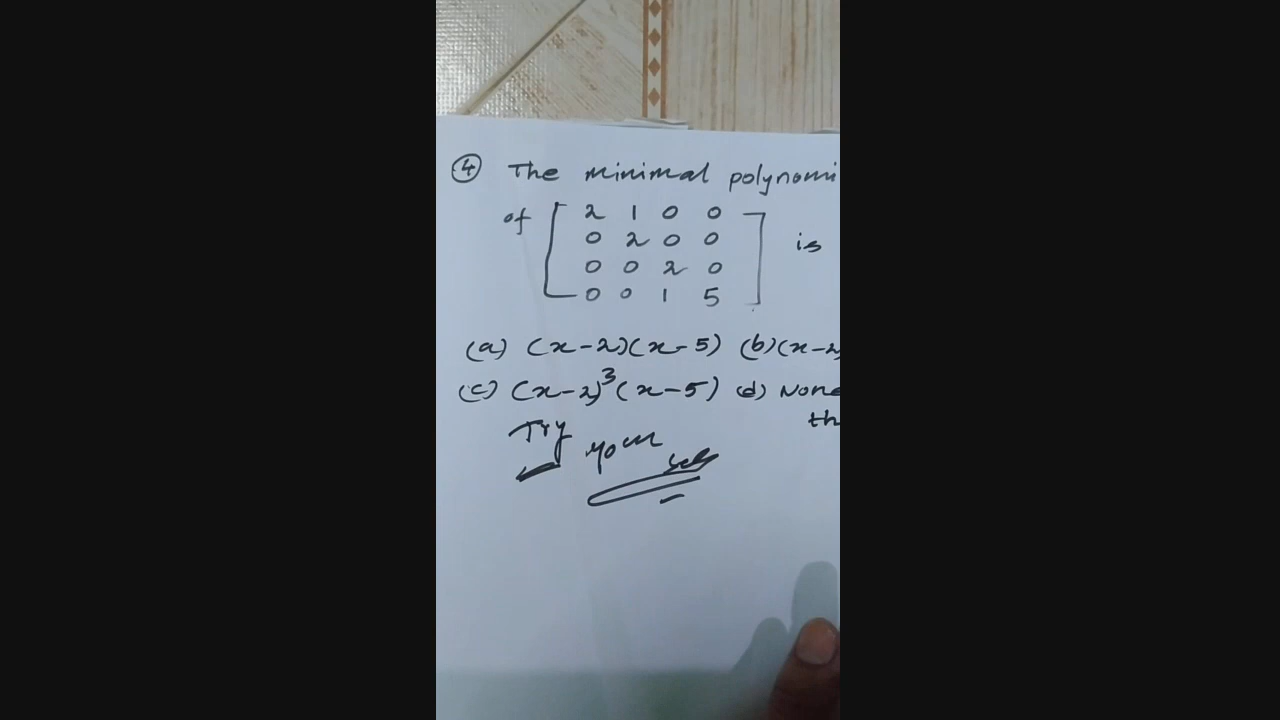 ④ The minimal polynomi
of [ 2 1 0 0 is
0 2 0 0
0 0 2 0
0 0 1 5 ]
(a) (x-2)(x-5) (b) (x-2
(c) (x-2)³(x-5) (d) None
th
Try your self